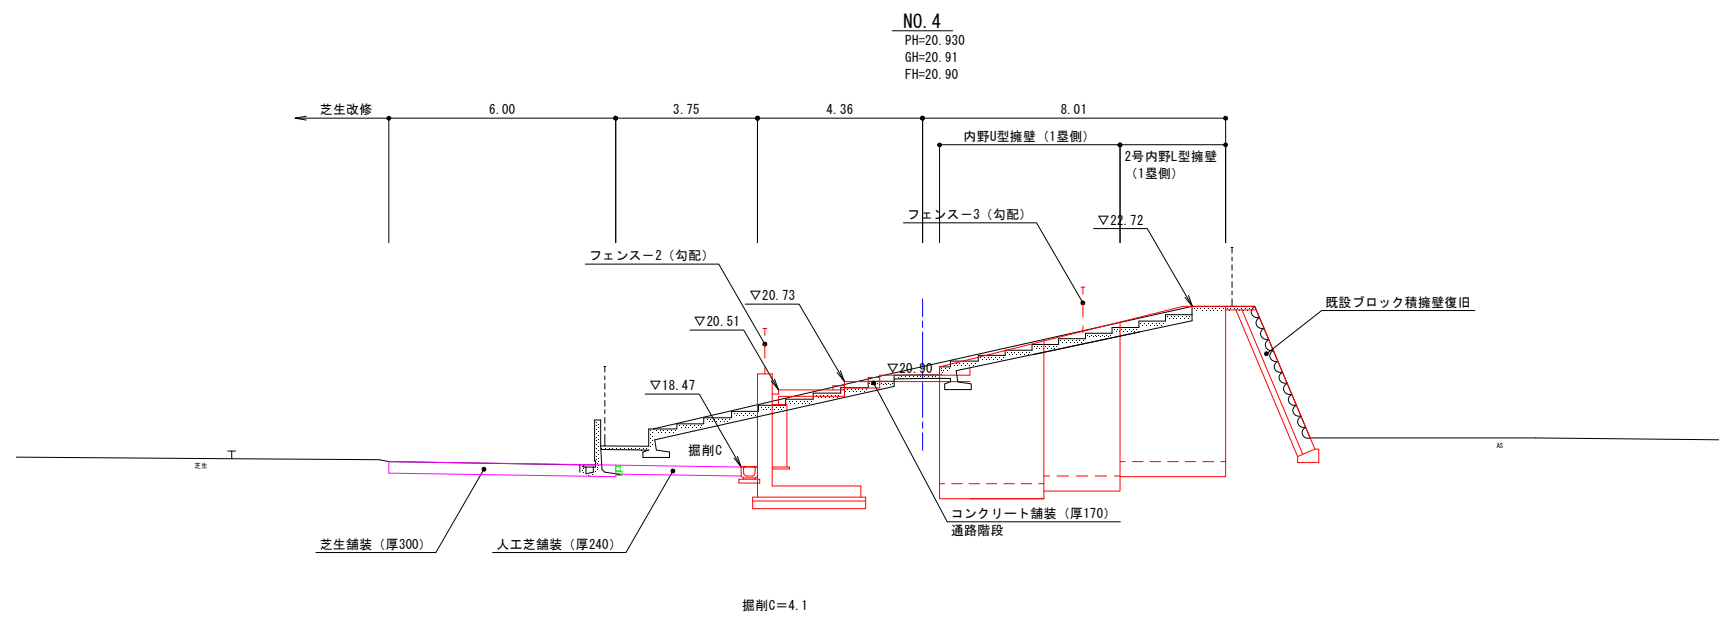 NO.4
PH=20.930
GH=20.91
FH=20.90
芝生改修
6.00
3.75
4.36
8.01
内野U型擁壁（1塁側）
2号内野L型擁壁
（1塁側）
フェンス－3（勾配）
▽22.72
フェンス－2（勾配）
▽20.73
▽20.51
既設ブロック積擁壁復旧
▽20.90
▽18.47
掘削C
芝生
AS
コンクリート舗装（厚170）
通路階段
芝生舗装（厚300）
人工芝舗装（厚240）
掘削C＝4.1